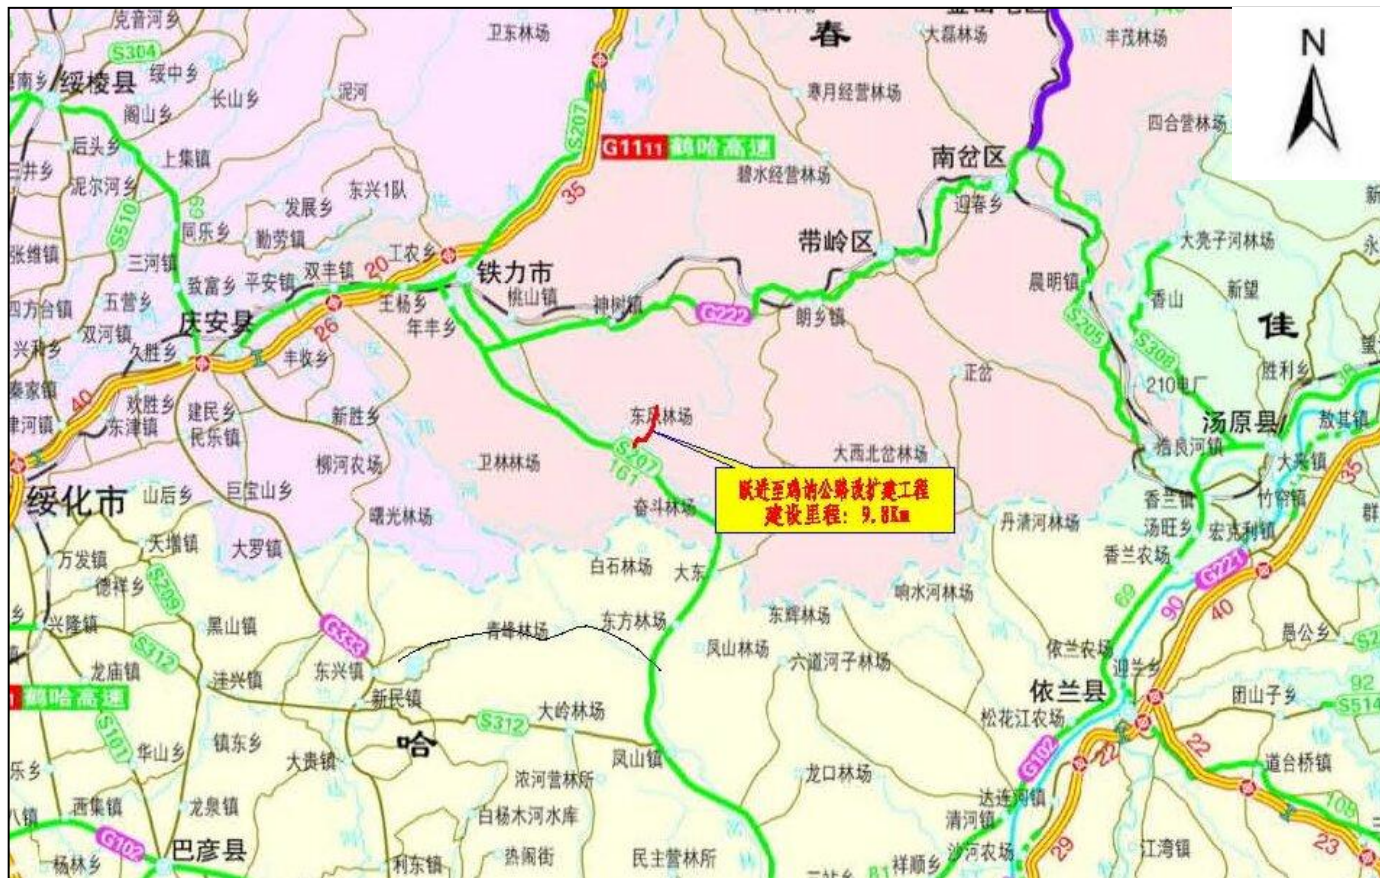 克音河乡
卫东林场
春
大磊林场
丰茂林场
N
S304
绥中乡
绥棱县
长山乡
泥河
寒月经营林场
阁山乡
S207
四合营林场
后头乡
上集镇
G1111 鹤哈高速
南岔区
三井乡
泥尔河乡
东兴1队
35
碧水经营林场
迎春乡
S510
69
发展乡
同乐乡
勤劳镇
带岭区
大亮子河林场
张维镇
三河镇
工农乡
20
铁力市
晨明镇
四方台镇
五营乡
致富乡
平安镇
双丰镇
王杨乡
桃山镇
神树镇
G222
朗乡镇
香山
新望
双河镇
庆安县
26
年丰乡
S205
S308
佳
兴和乡
久胜乡
丰收乡
正岔
210电厂
胜利乡
38
秦家镇
40
欢胜乡
建民乡
新胜乡
东风林场
汤原县
敖其镇
津河镇
东津镇
民乐镇
浩良河镇
柳河农场
卫林林场
S207
161
大西北岔林场
大来镇
35
绥化市
山后乡
巨宝山乡
跃进至鸡讷公路改扩建工程
建设里程: 9.8Km
香兰镇
竹帘镇
曙光林场
奋斗林场
丹清河林场
汤旺乡
宏克利镇
群
天增镇
大罗镇
万发镇
香兰农场
德祥乡
白石林场
大东
G221
S209
响水河林场
69
90
40
兴隆镇
黑山镇
G333
青峰林场
东方林场
东辉林场
愚公乡
S312
凤山林场
依兰农场
龙庙镇
洼兴镇
东兴镇
六道河子林场
迎兰乡
鹤哈高速
新民镇
依兰县
团山子乡
92
S312
大岭林场
松花江农场
S514
S101
华山乡
镇东乡
哈
凤山镇
G102
22
22
大贵镇
浓河营林所
龙口林场
道台桥镇
西集镇
龙泉镇
达连河镇
108
白杨木河水库
清河镇
G102
巴彦县
热闹街
沙河农场
29
23
杨林乡
利东镇
民主营林所
81
祥顺乡
江湾镇